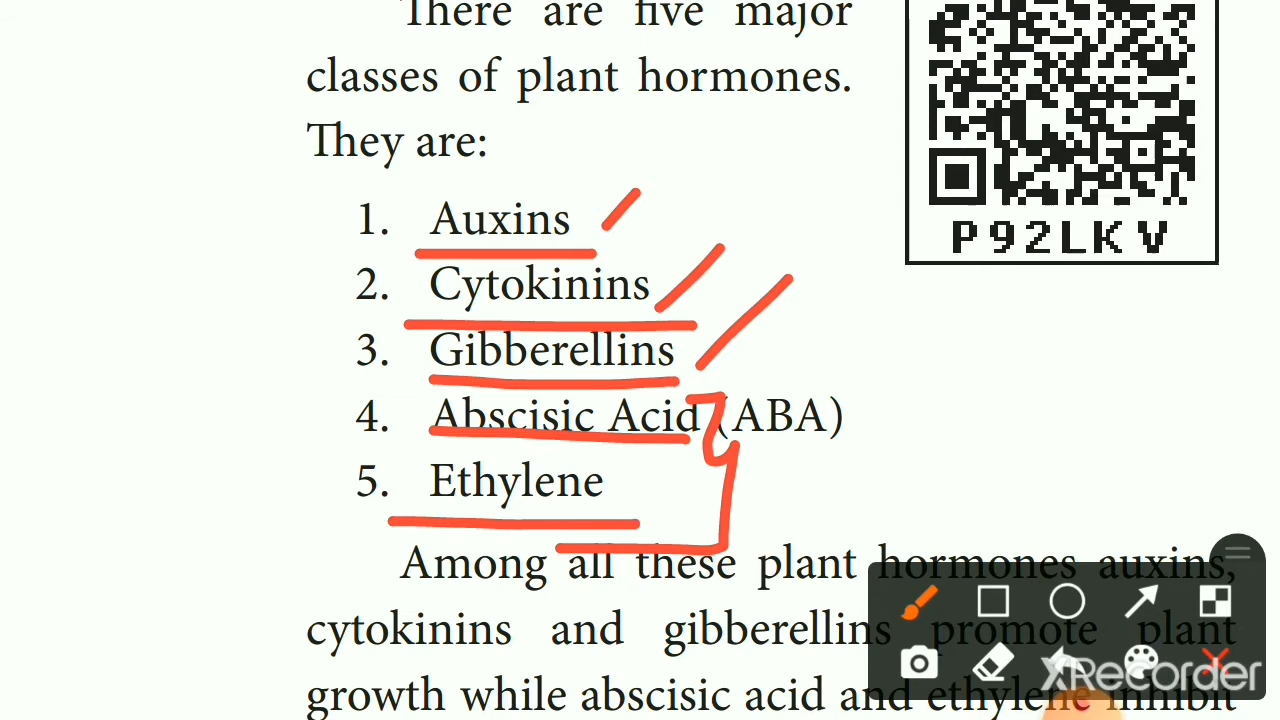 There are five major
classes of plant hormones.
They are:
P92LKV
1. Auxins
2. Cytokinins
3. Gibberellins
4. Abscisic Acid (ABA)
5. Ethylene
Among all these plant hormones auxins,
cytokinins and gibberellins promote plant
growth while abscisic acid and ethylene inhibit
XRecorder